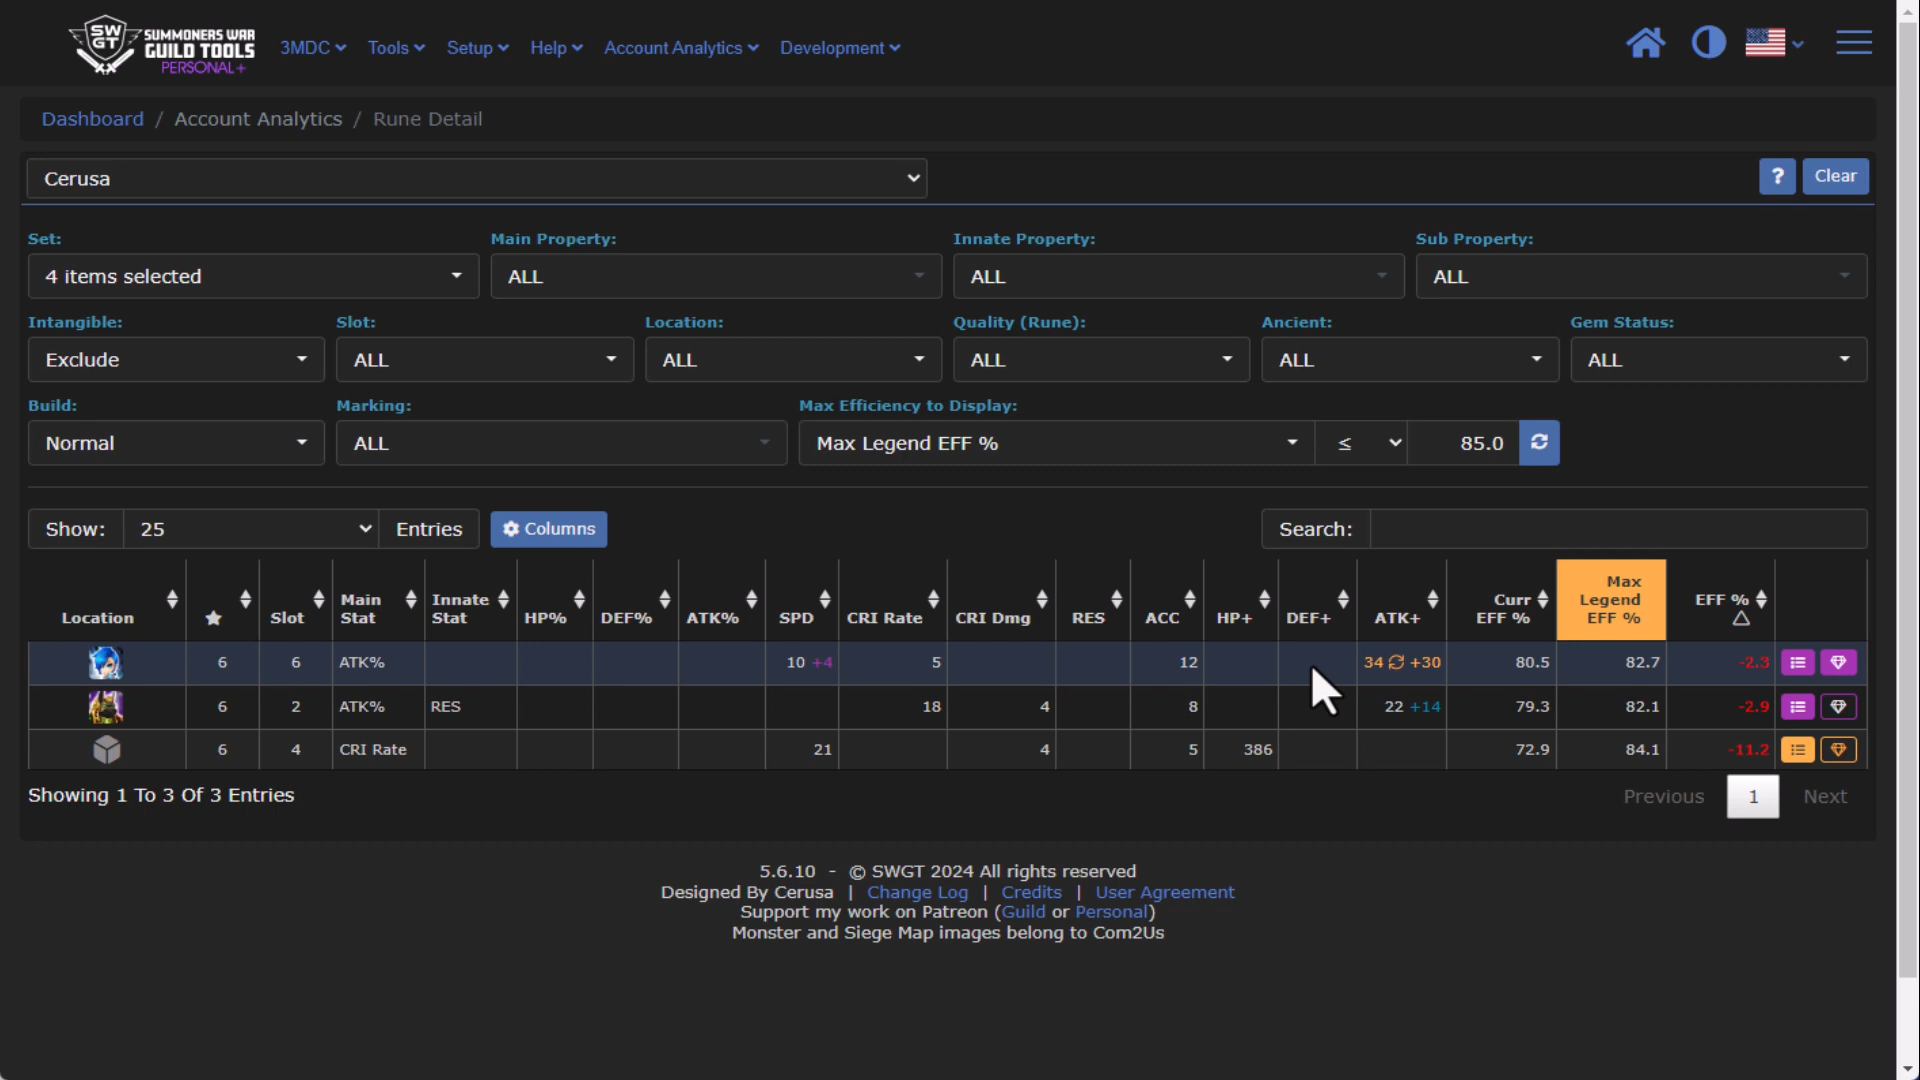 SW GT SUMMONERS WAR GUILD TOOLS PERSONAL+
3MDC Tools Setup Help Account Analytics Development
Dashboard / Account Analytics / Rune Detail
Cerusa ? Clear
Set: Main Property: Innate Property: Sub Property:
4 items selected ALL ALL ALL
Intangible: Slot: Location: Quality (Rune): Ancient: Gem Status:
Exclude ALL ALL ALL ALL ALL
Build: Marking: Max Efficiency to Display:
Normal ALL Max Legend EFF % ≤ 85.0
Show: 25 Entries Columns Search:
Location ★ Slot Main Stat Innate Stat HP% DEF% ATK% SPD CRI Rate CRI Dmg RES ACC HP+ DEF+ ATK+ Curr EFF % Max Legend EFF % EFF % △
6 6 ATK% 10 +4 5 12 34 +30 80.5 82.7 -2.3
6 2 ATK% RES 18 4 8 22 +14 79.3 82.1 -2.9
6 4 CRI Rate 21 4 5 386 72.9 84.1 -11.2
Showing 1 To 3 Of 3 Entries Previous 1 Next
5.6.10 - © SWGT 2024 All rights reserved
Designed By Cerusa | Change Log | Credits | User Agreement
Support my work on Patreon (Guild or Personal)
Monster and Siege Map images belong to Com2Us